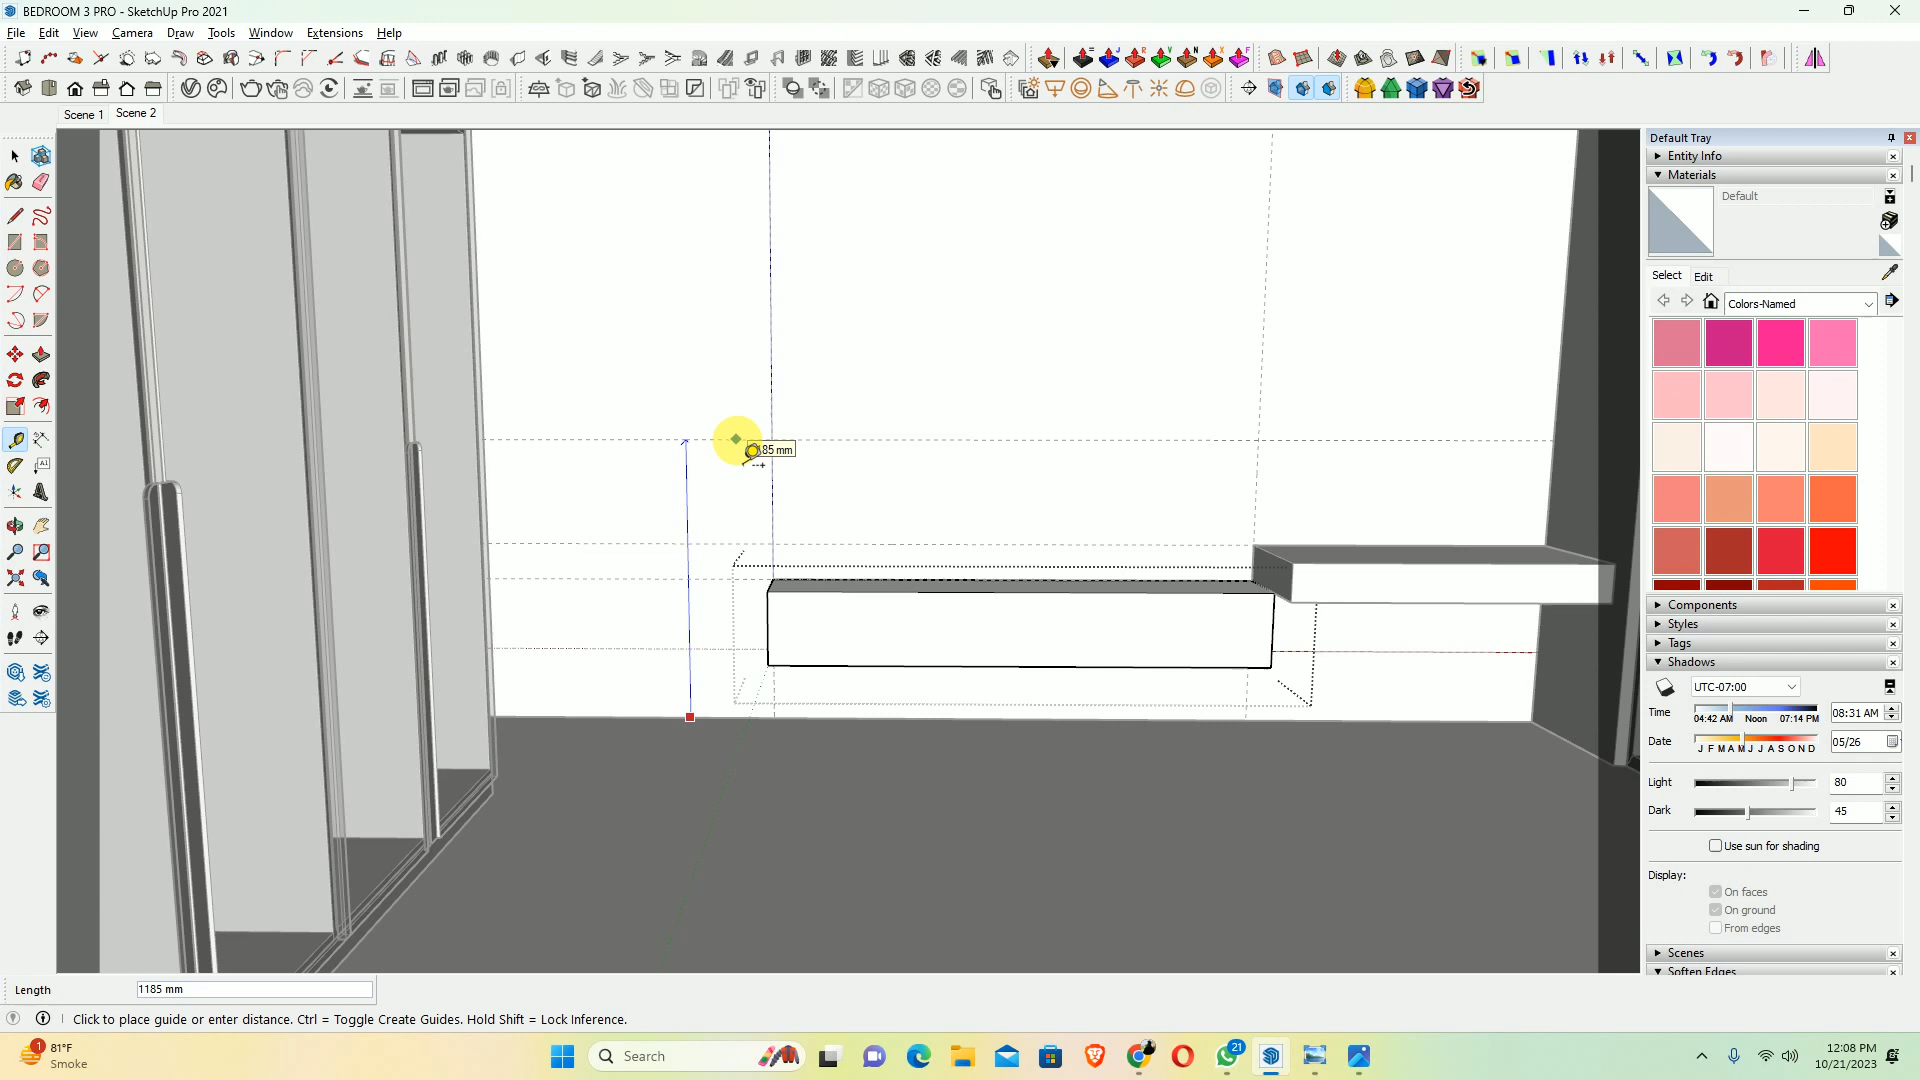 BEDROOM 3 PRO - SketchUp Pro 2021
File Edit View Camera Draw Tools Window Extensions Help
Scene 1 Scene 2
Default Tray
Entity Info
Materials
Default
Select Edit
Colors-Named
85 mm
Components
Styles
Tags
Shadows
UTC-07:00
Time 04:42 AM Noon 07:14 PM 08:31 AM
Date J F M A M J J A S O N D 05/26
Light 80
Dark 45
Use sun for shading
Display:
On faces
On ground
From edges
Scenes
Soften Edges
Length 1185 mm
Click to place guide or enter distance. Ctrl = Toggle Create Guides. Hold Shift = Lock Inference.
1 81°F
Smoke
Search
21
12:08 PM
10/21/2023